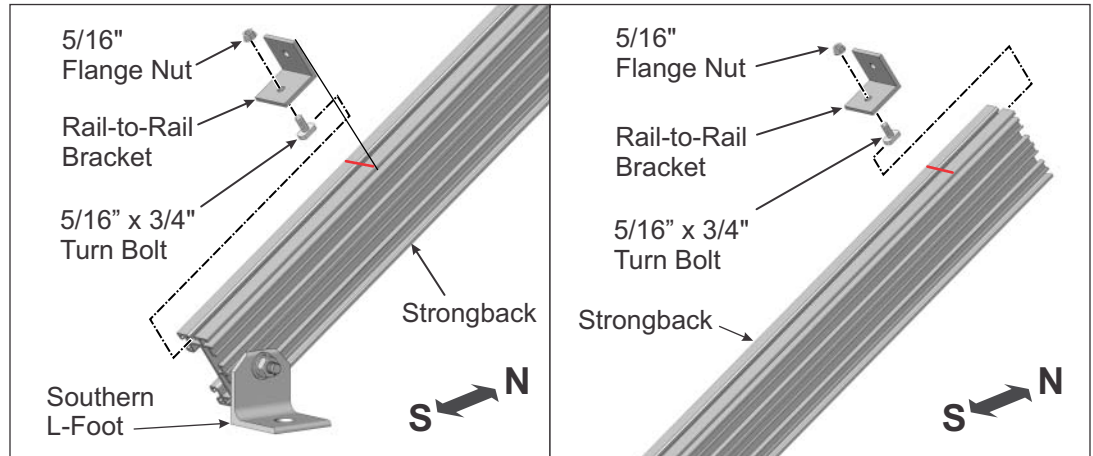 5/16"
Flange Nut
Rail-to-Rail
Bracket
5/16” x 3/4"
Turn Bolt
Strongback
Southern
L-Foot
S
N
5/16"
Flange Nut
Rail-to-Rail
Bracket
5/16” x 3/4"
Turn Bolt
Strongback
S
N